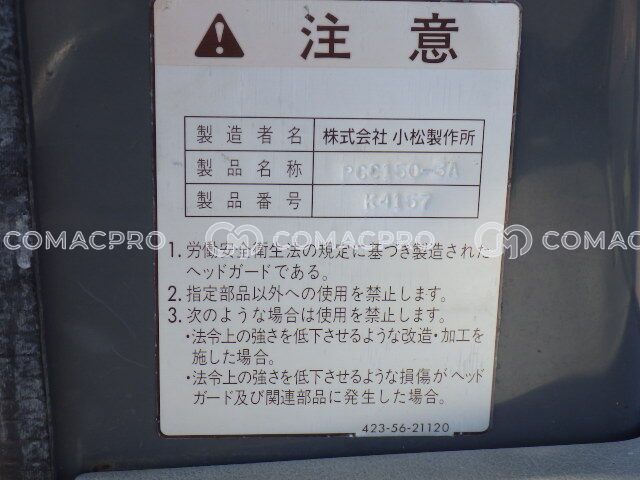 注意
製造者名 株式会社 小松製作所
製品名称
製品番号 K4157
COMACPRO COMACPRO COMACPRO
1. 労働安全衛生法の規定に基づき製造された
ヘッドガードである。
2. 指定部品以外への使用を禁止します。
3. 次のような場合は使用を禁止します。
・法令上の強さを低下させるような改造・加工を
施した場合。
・法令上の強さを低下させるような損傷がヘッド
ガード及び関連部品に発生した場合。
423-56-21120